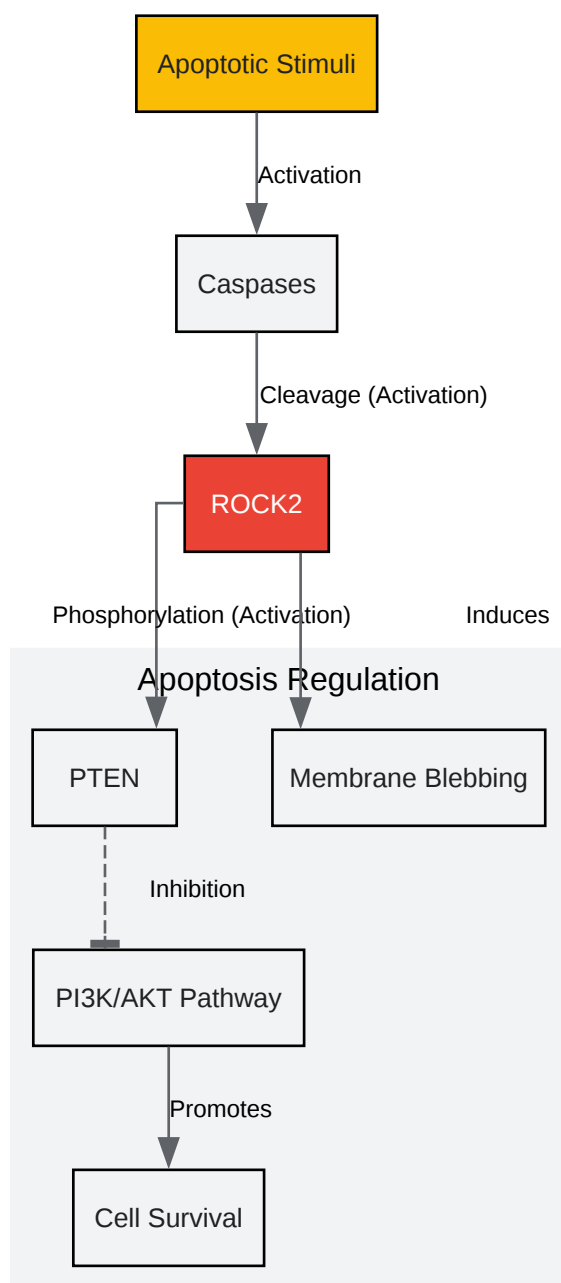 Apoptotic Stimuli
Activation
Caspases
Cleavage (Activation)
ROCK2
Phosphorylation (Activation)
Induces
Apoptosis Regulation
PTEN
Membrane Blebbing
Inhibition
PI3K/AKT Pathway
Promotes
Cell Survival